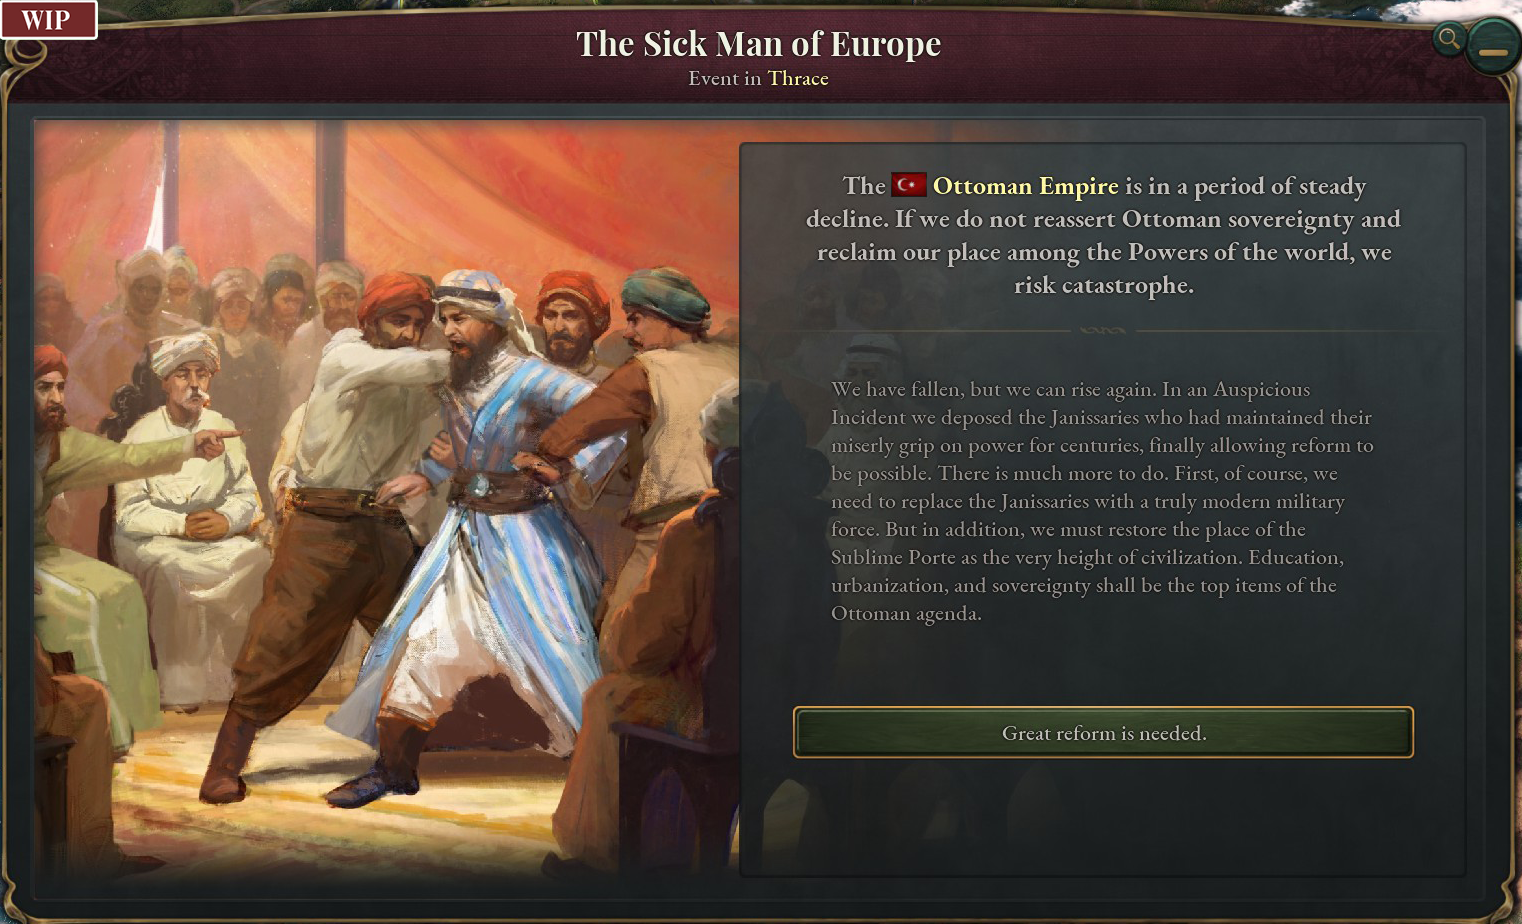 WIP
The Sick Man of Europe
Event in Thrace
The Ottoman Empire is in a period of steady
decline. If we do not reassert Ottoman sovereignty and
reclaim our place among the Powers of the world, we
risk catastrophe.
We have fallen, but we can rise again. In an Auspicious
Incident we deposed the Janissaries who had maintained their
miserly grip on power for centuries, finally allowing reform to
be possible. There is much more to do. First, of course, we
need to replace the Janissaries with a truly modern military
force. But in addition, we must restore the place of the
Sublime Porte as the very height of civilization. Education,
urbanization, and sovereignty shall be the top items of the
Ottoman agenda.
Great reform is needed.